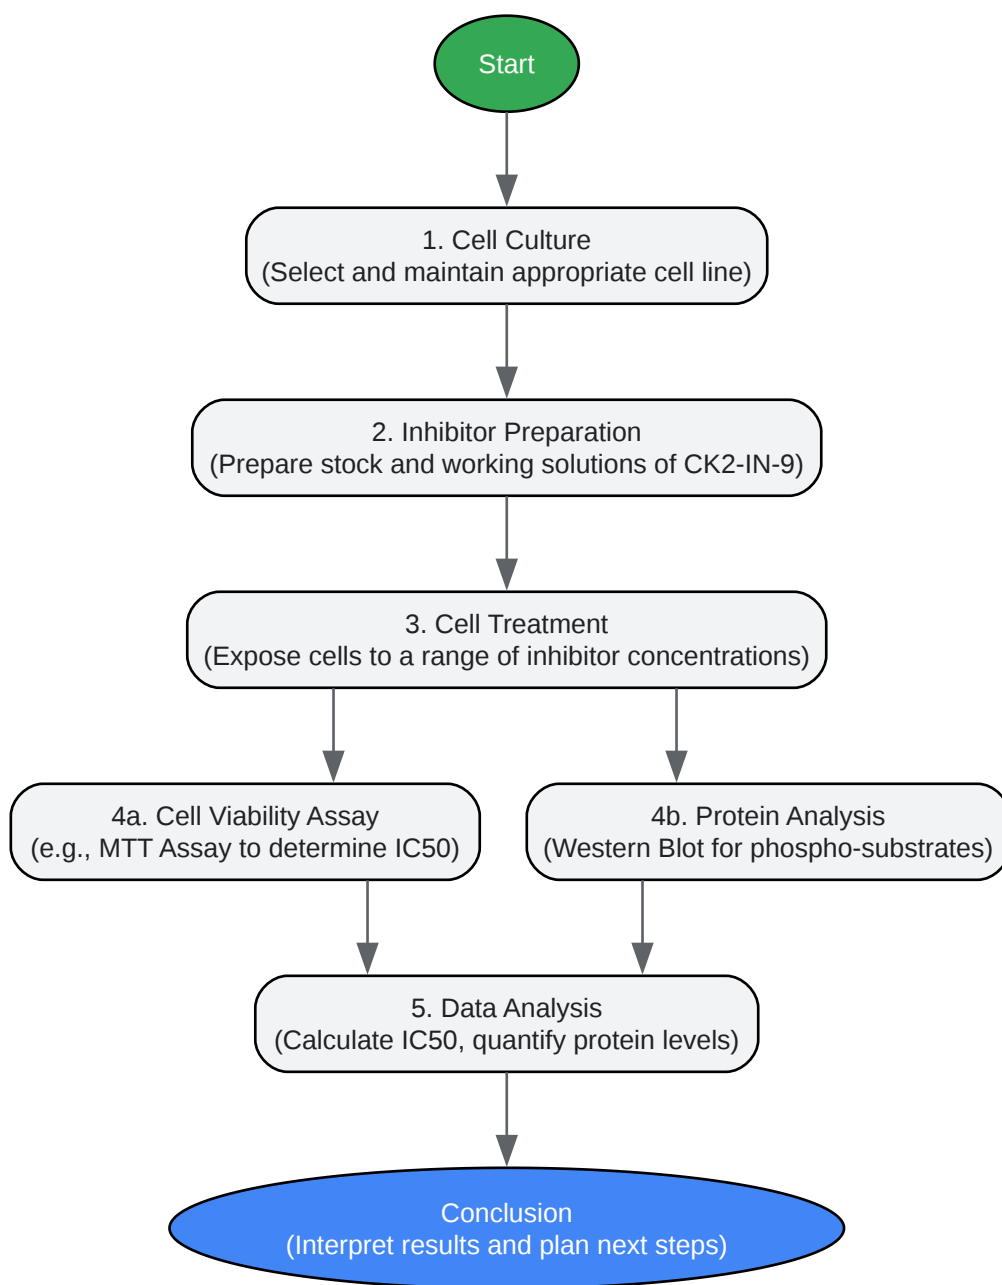 Start
1. Cell Culture
(Select and maintain appropriate cell line)
2. Inhibitor Preparation
(Prepare stock and working solutions of CK2-IN-9)
3. Cell Treatment
(Expose cells to a range of inhibitor concentrations)
4a. Cell Viability Assay
(e.g., MTT Assay to determine IC50)
4b. Protein Analysis
(Western Blot for phospho-substrates)
5. Data Analysis
(Calculate IC50, quantify protein levels)
Conclusion
(Interpret results and plan next steps)